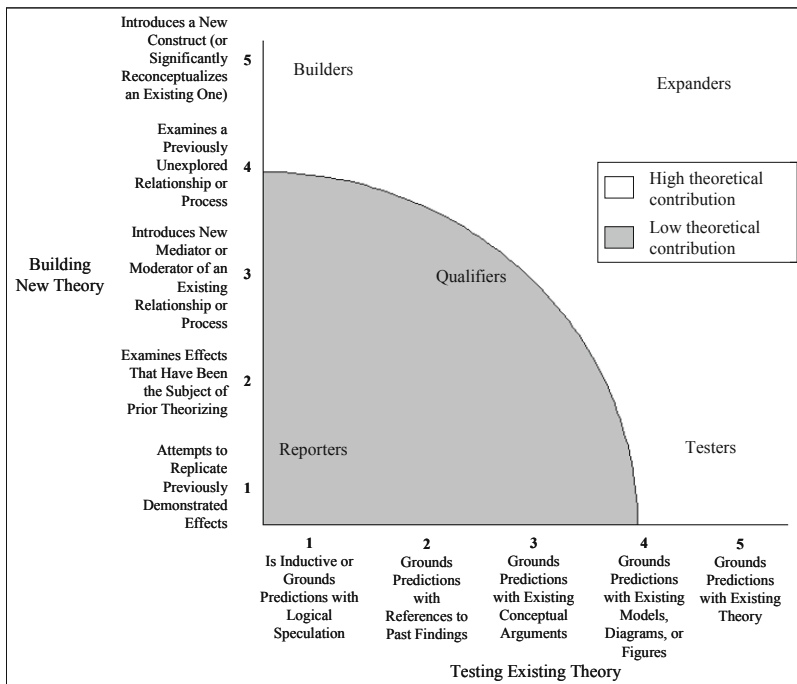 Introduces a New
Construct (or
Significantly
Reconceptualizes
an Existing One)
5
Builders
Expanders
Examines a
Previously
Unexplored
Relationship or
Process
4
High theoretical
contribution
Low theoretical
contribution
Building
New Theory
Introduces New
Mediator or
Moderator of an
Existing
Relationship or
Process
3
Qualifiers
Examines Effects
That Have Been
the Subject of
Prior Theorizing
2
Attempts to
Replicate
Previously
Demonstrated
Effects
1
Reporters
Testers
1
Is Inductive or
Grounds
Predictions with
Logical
Speculation
2
Grounds
Predictions
with
References to
Past Findings
3
Grounds
Predictions
with Existing
Conceptual
Arguments
4
Grounds
Predictions
with Existing
Models,
Diagrams, or
Figures
5
Grounds
Predictions
with Existing
Theory
Testing Existing Theory